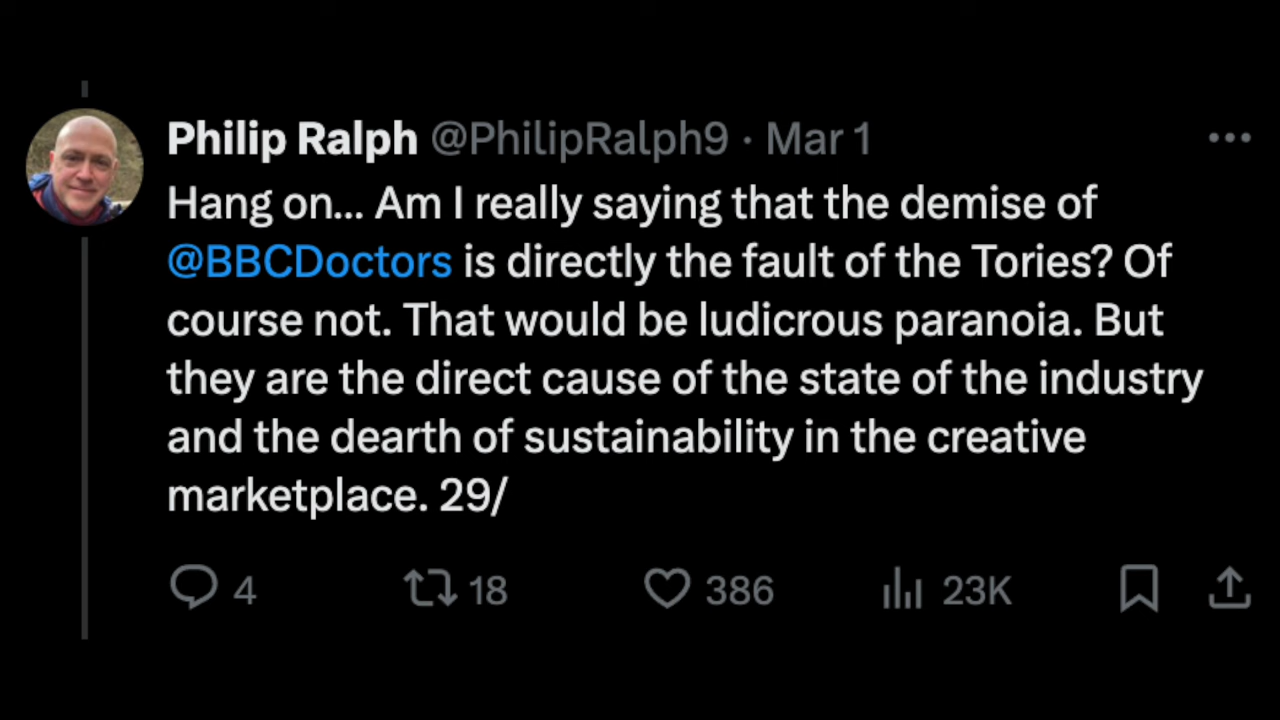 Philip Ralph @PhilipRalph9 · Mar 1
Hang on... Am I really saying that the demise of
@BBCDoctors is directly the fault of the Tories? Of
course not. That would be ludicrous paranoia. But
they are the direct cause of the state of the industry
and the dearth of sustainability in the creative
marketplace. 29/
4 18 386 23K